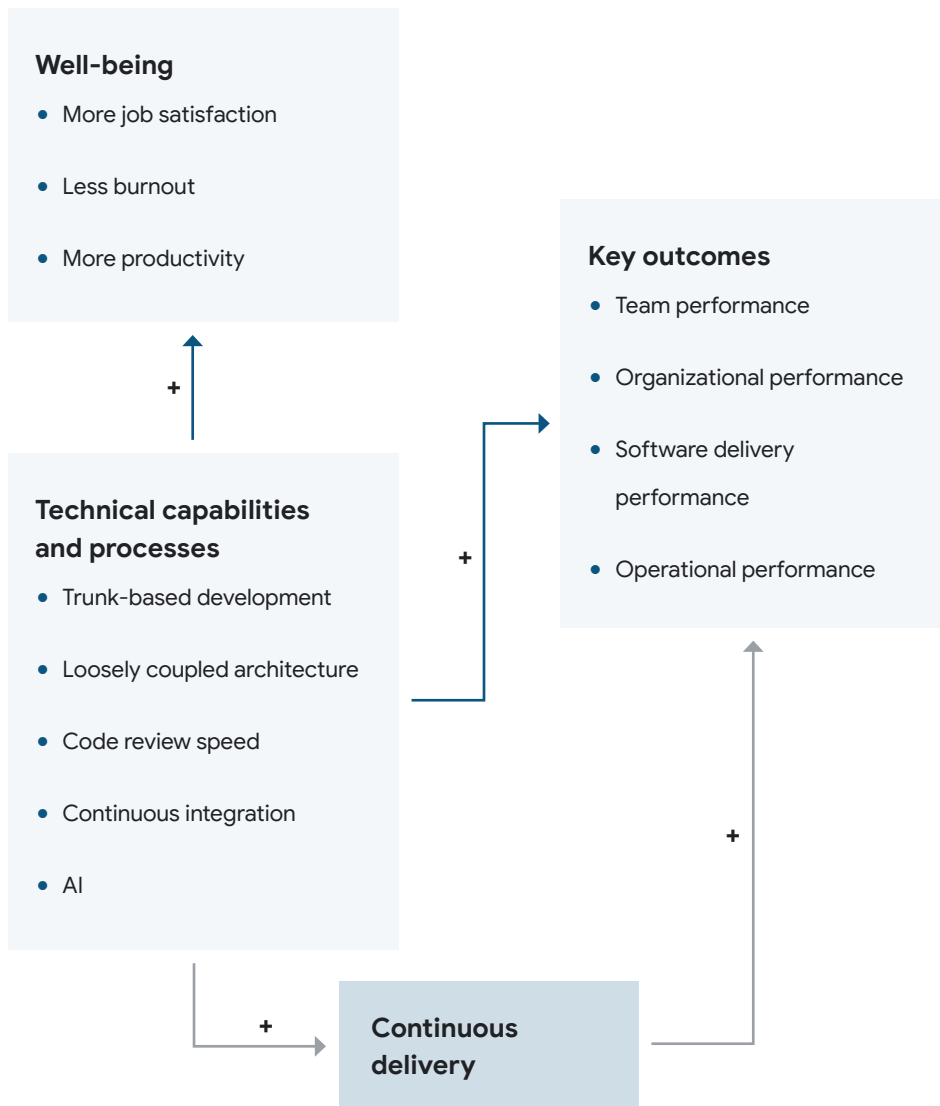 Well-being
More job satisfaction
Less burnout
More productivity
+
Key outcomes
Team performance
Organizational performance
Software delivery
performance
Operational performance
+
Technical capabilities
and processes
Trunk-based development
Loosely coupled architecture
Code review speed
Continuous integration
AI
+
+
Continuous
delivery